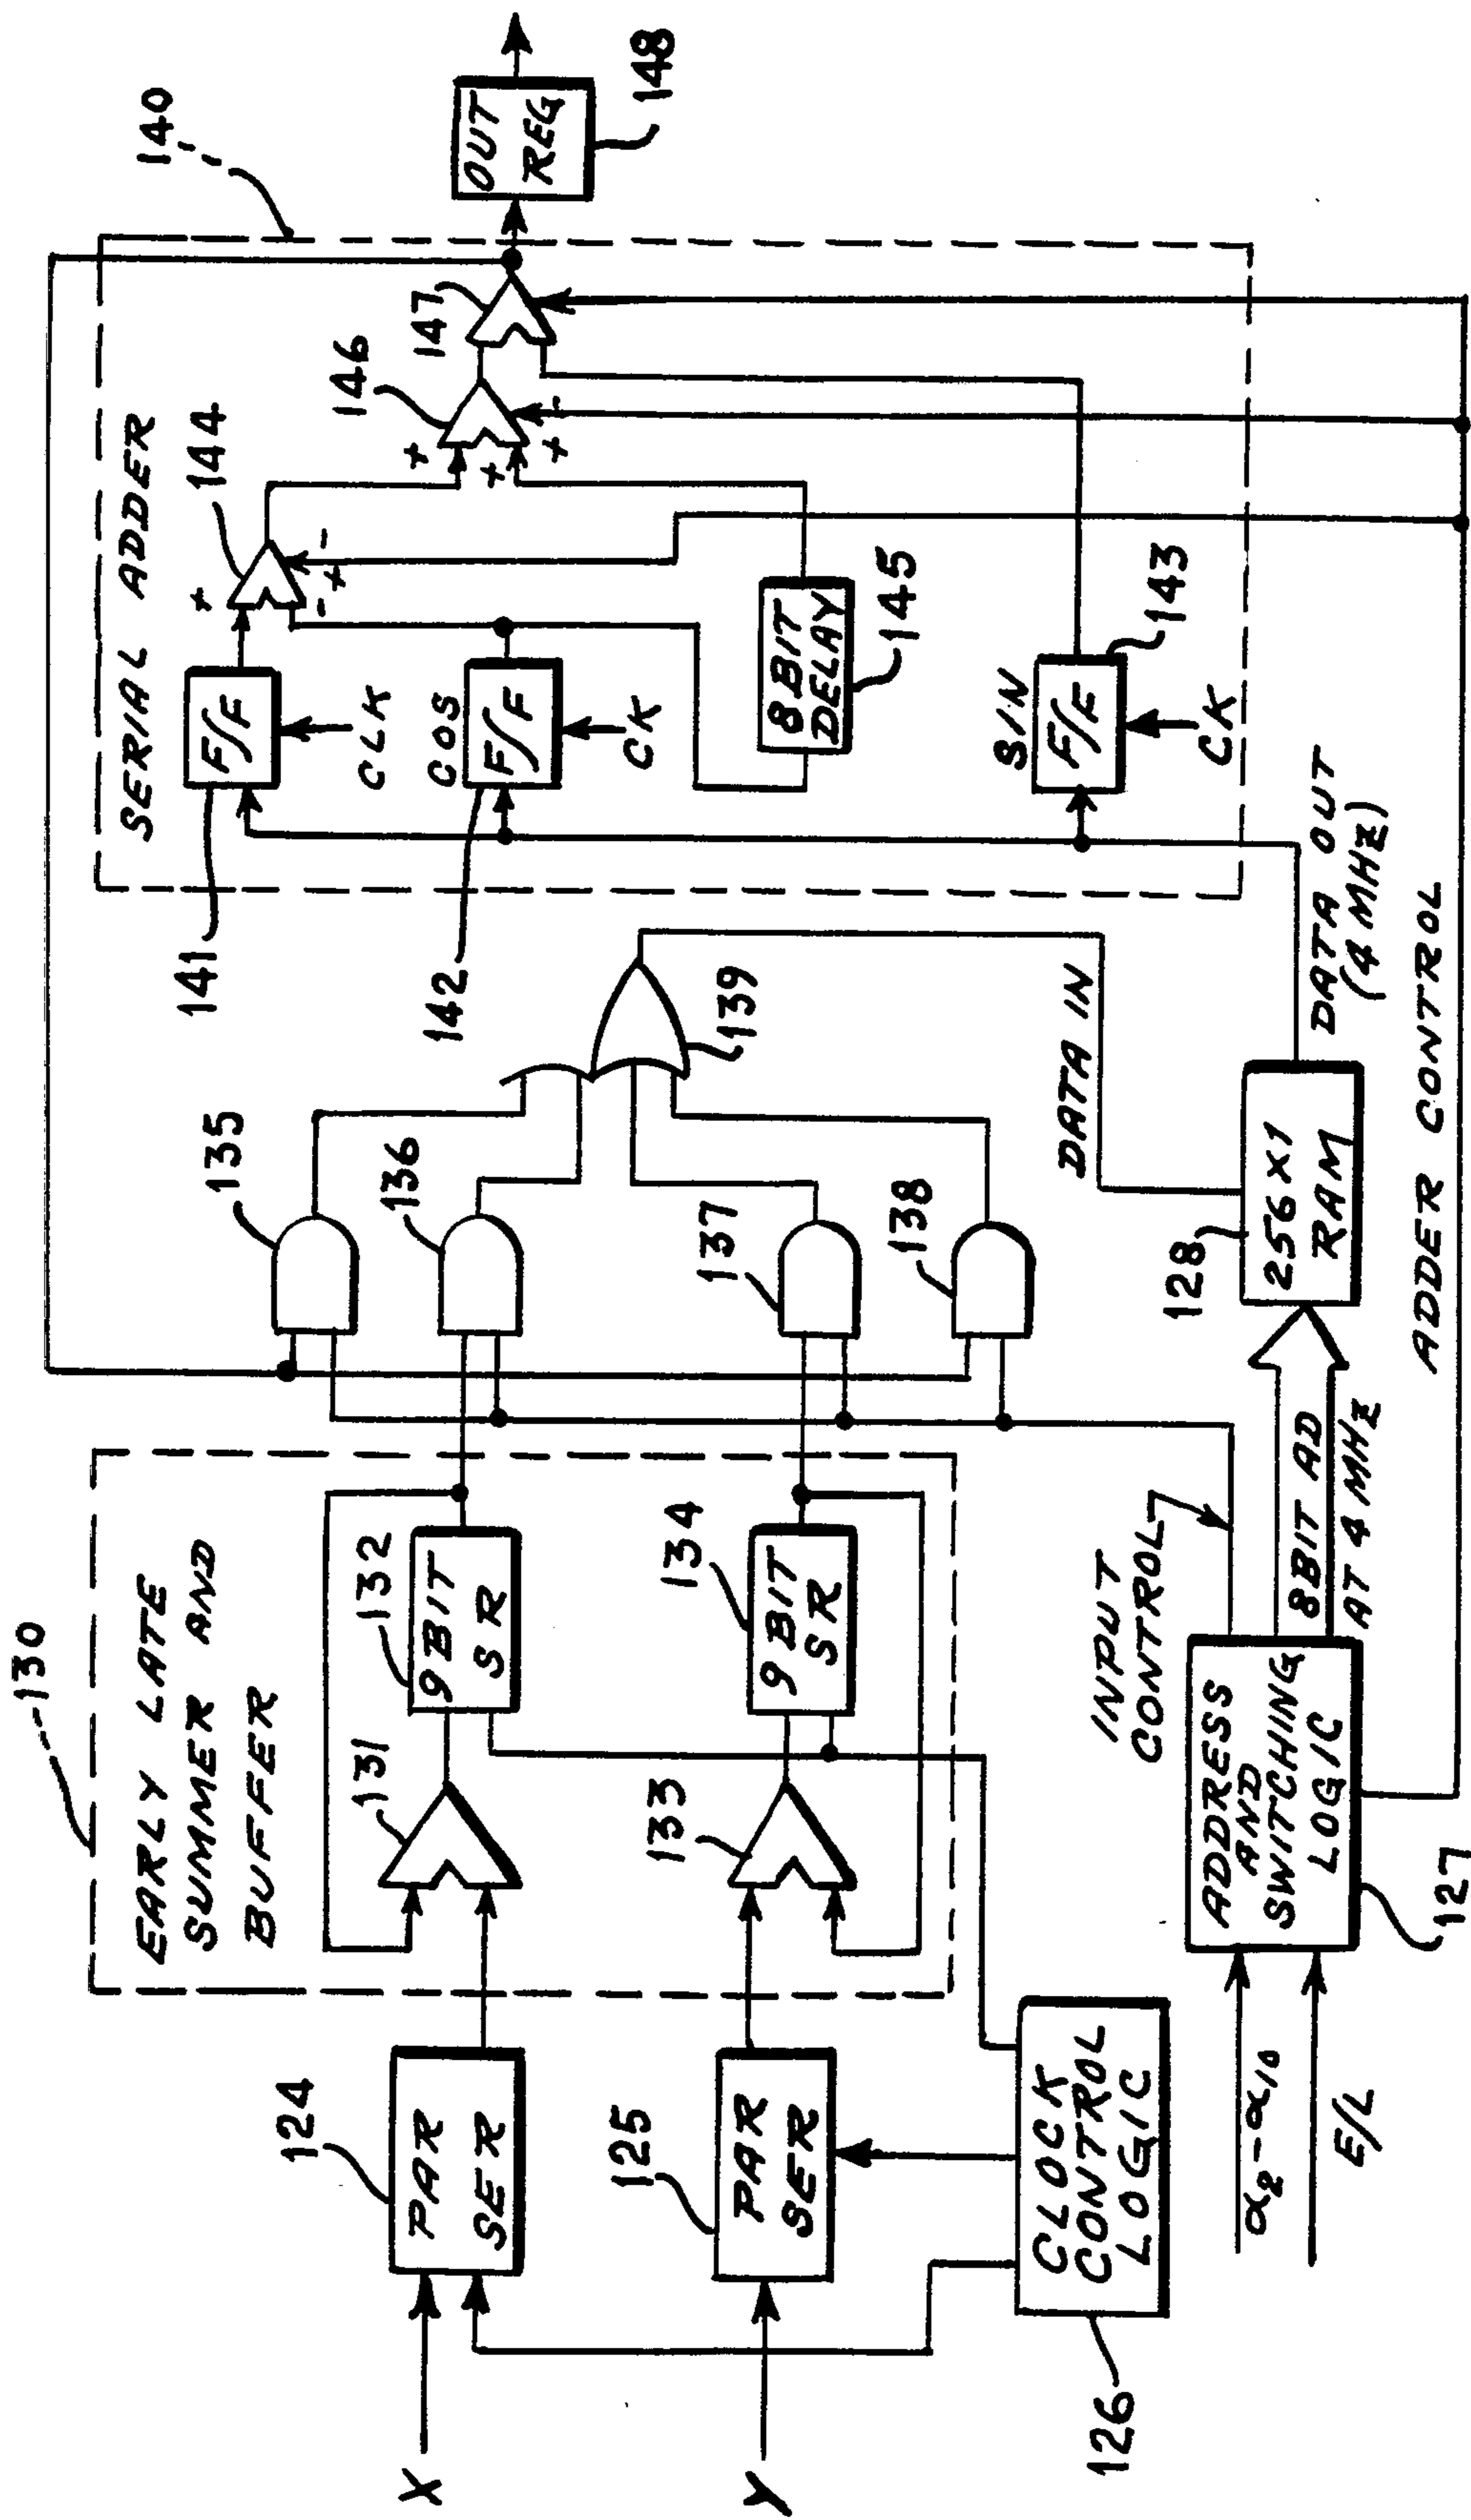 130
EARLY LATE
SUMMER AND
BUFFER
X
PAR
SER
124
131
9 BIT
SR
132
Y
PAR
SER
125
133
9 BIT
SR
134
CLOCK
CONTROL
LOGIC
126
α2-α10
E/L
ADDRESS
AND
SWITCHING
LOGIC
127
INPUT
CONTROL
8 BIT AD
AT 4 MHz
135
136
137
138
139
DATA IN
256 X 1
RAM
128
DATA OUT
(4 MHz)
ADDER CONTROL
SERIAL ADDER
140
141
F/F
CLK
142
COS
F/F
CK
8 BIT
DELAY
145
SIN
F/F
CK
143
144
+
- + -
146
+
+
+ -
147
OUT
REG
148